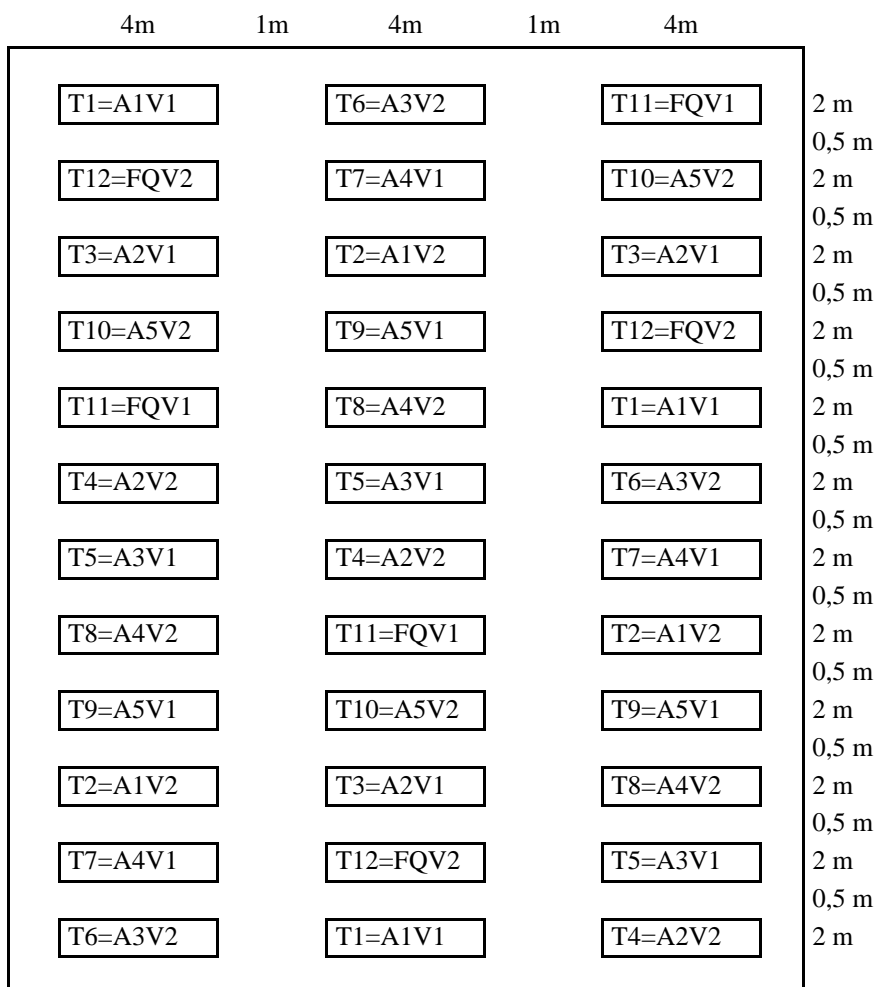 4m 1m 4m 1m 4m
T1=A1V1 T6=A3V2 T11=FQV1 2 m
0,5 m
T12=FQV2 T7=A4V1 T10=A5V2 2 m
0,5 m
T3=A2V1 T2=A1V2 T3=A2V1 2 m
0,5 m
T10=A5V2 T9=A5V1 T12=FQV2 2 m
0,5 m
T11=FQV1 T8=A4V2 T1=A1V1 2 m
0,5 m
T4=A2V2 T5=A3V1 T6=A3V2 2 m
0,5 m
T5=A3V1 T4=A2V2 T7=A4V1 2 m
0,5 m
T8=A4V2 T11=FQV1 T2=A1V2 2 m
0,5 m
T9=A5V1 T10=A5V2 T9=A5V1 2 m
0,5 m
T2=A1V2 T3=A2V1 T8=A4V2 2 m
0,5 m
T7=A4V1 T12=FQV2 T5=A3V1 2 m
0,5 m
T6=A3V2 T1=A1V1 T4=A2V2 2 m